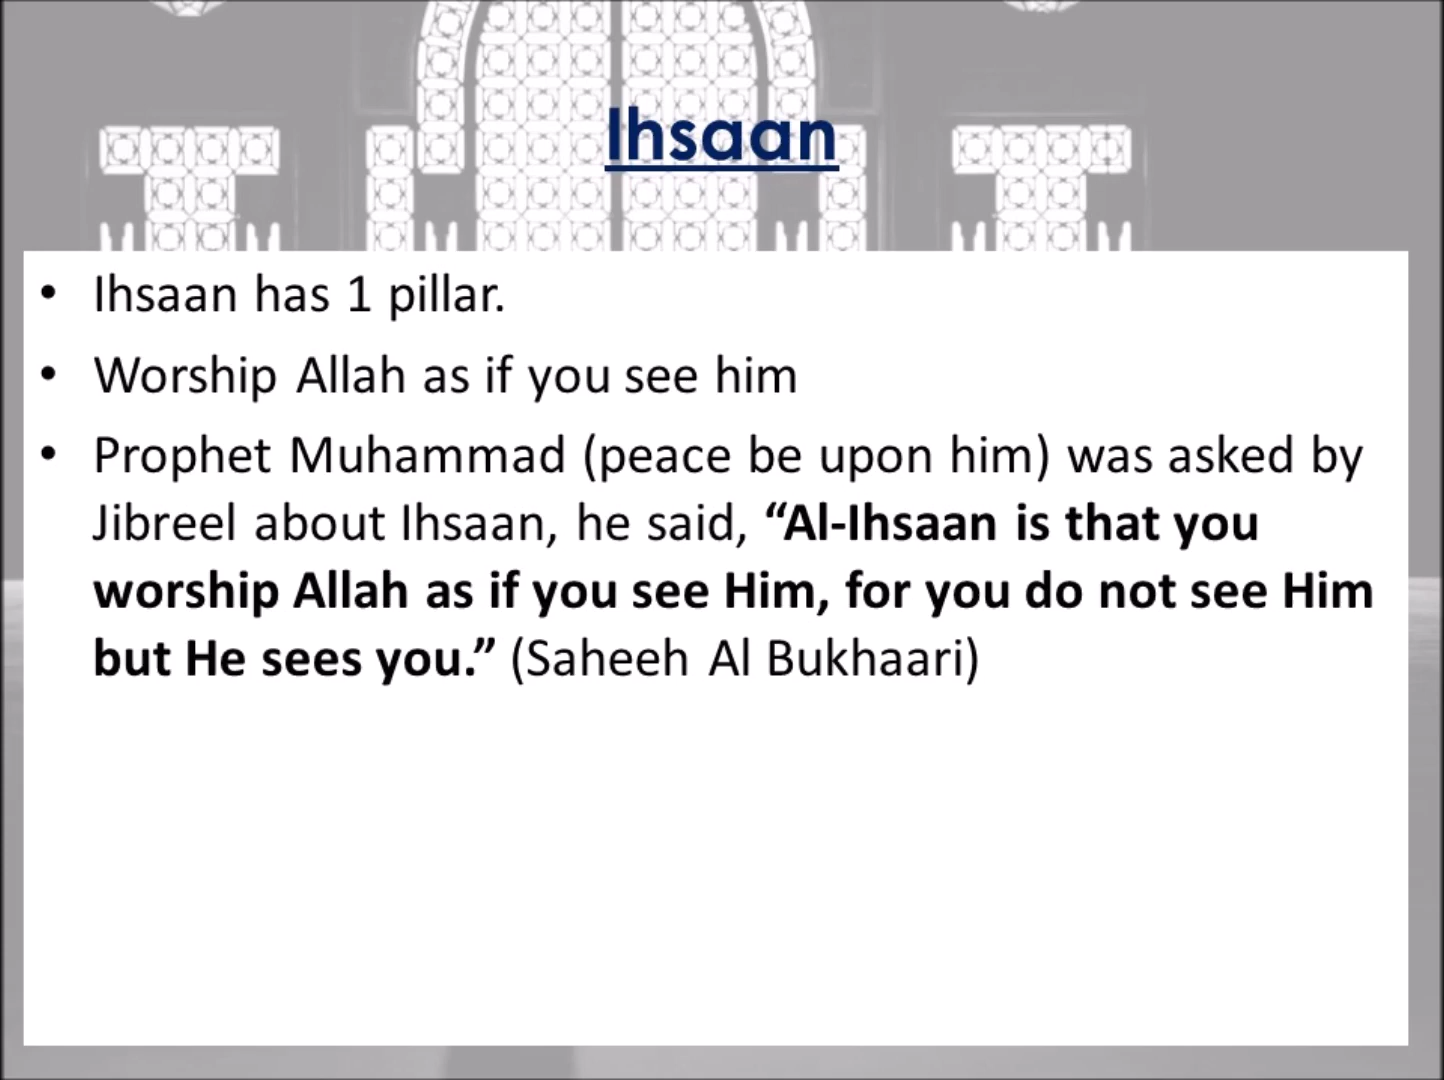 Ihsaan
• Ihsaan has 1 pillar.
• Worship Allah as if you see him
• Prophet Muhammad (peace be upon him) was asked by
Jibreel about Ihsaan, he said, “Al-Ihsaan is that you
worship Allah as if you see Him, for you do not see Him
but He sees you.” (Saheeh Al Bukhaari)